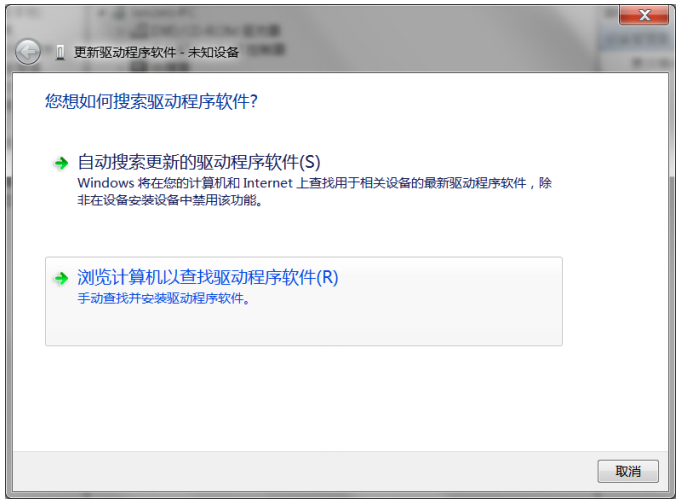 更新驱动程序软件 - 未知设备
您想如何搜索驱动程序软件?
自动搜索更新的驱动程序软件(S)
Windows 将在您的计算机和 Internet 上查找用于相关设备的最新驱动程序软件，除
非在设备安装设备中禁用该功能。
浏览计算机以查找驱动程序软件(R)
手动查找并安装驱动程序软件。
取消